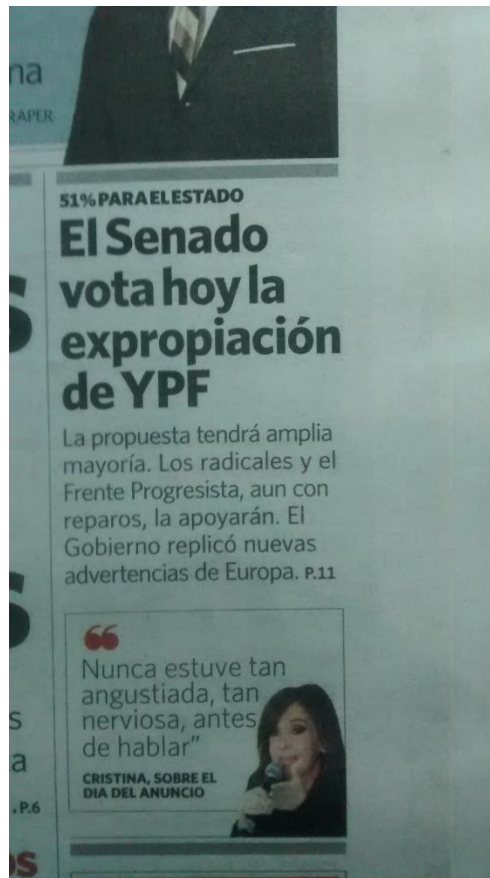 na
RAPER
51% PARA EL ESTADO
El Senado
vota hoy la
expropiación
de YPF
La propuesta tendrá amplia
mayoría. Los radicales y el
Frente Progresista, aun con
reparos, la apoyarán. El
Gobierno replicó nuevas
advertencias de Europa. P.11
S
S
“
Nunca estuve tan
angustiada, tan
nerviosa, antes
de hablar”
CRISTINA, SOBRE EL
DIA DEL ANUNCIO
s
a
. P.6
os